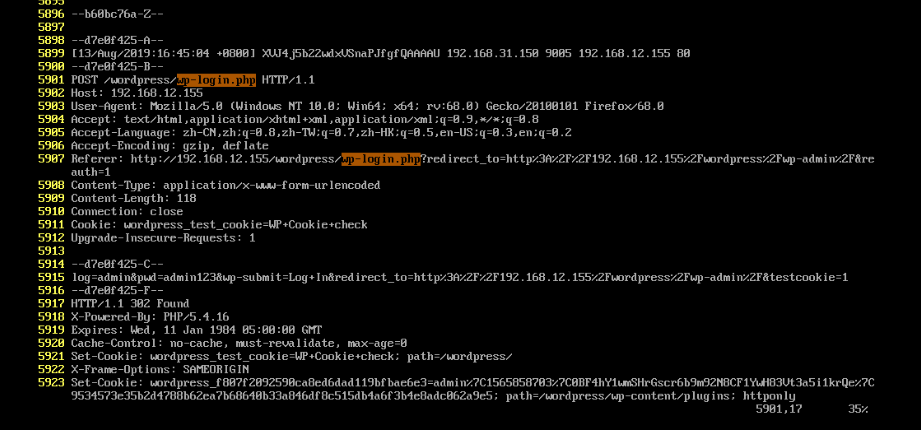 5895
5896 --b60bc76a-Z--
5897
5898 --d7e0f425-A--
5899 [13/Aug/2019:16:45:04 +0800] XVJ4j5bZ2wdxVSnaPJfgfQAAAAU 192.168.31.150 9005 192.168.12.155 80
5900 --d7e0f425-B--
5901 POST /wordpress/wp-login.php HTTP/1.1
5902 Host: 192.168.12.155
5903 User-Agent: Mozilla/5.0 (Windows NT 10.0; Win64; x64; rv:68.0) Gecko/20100101 Firefox/68.0
5904 Accept: text/html,application/xhtml+xml,application/xml;q=0.9,*/*;q=0.8
5905 Accept-Language: zh-CN,zh;q=0.8,zh-TW;q=0.7,zh-HK;q=0.5,en-US;q=0.3,en;q=0.2
5906 Accept-Encoding: gzip, deflate
5907 Referer: http://192.168.12.155/wordpress/wp-login.php?redirect_to=http%3A%2F%2F192.168.12.155%2Fwordpress%2Fwp-admin%2F&re
auth=1
5908 Content-Type: application/x-www-form-urlencoded
5909 Content-Length: 118
5910 Connection: close
5911 Cookie: wordpress_test_cookie=WP+Cookie+check
5912 Upgrade-Insecure-Requests: 1
5913
5914 --d7e0f425-C--
5915 log=admin&pwd=admin123&wp-submit=Log+In&redirect_to=http%3A%2F%2F192.168.12.155%2Fwordpress%2Fwp-admin%2F&testcookie=1
5916 --d7e0f425-F--
5917 HTTP/1.1 302 Found
5918 X-Powered-By: PHP/5.4.16
5919 Expires: Wed, 11 Jan 1984 05:00:00 GMT
5920 Cache-Control: no-cache, must-revalidate, max-age=0
5921 Set-Cookie: wordpress_test_cookie=WP+Cookie+check; path=/wordpress/
5922 X-Frame-Options: SAMEORIGIN
5923 Set-Cookie: wordpress_f807f2092590ca8ed6dad119bfbae6e3=admin%7C1565858703%7C0BF4hY1wmSHrGscr6b9m92N8CF1YwH83Vt3a5i1krQe%7C
9534573e35b2d4788b62ea7b68640b33a846df8c515db4a6f3b4e8adc062a9e5; path=/wordpress/wp-content/plugins; httponly
5901,17 35%